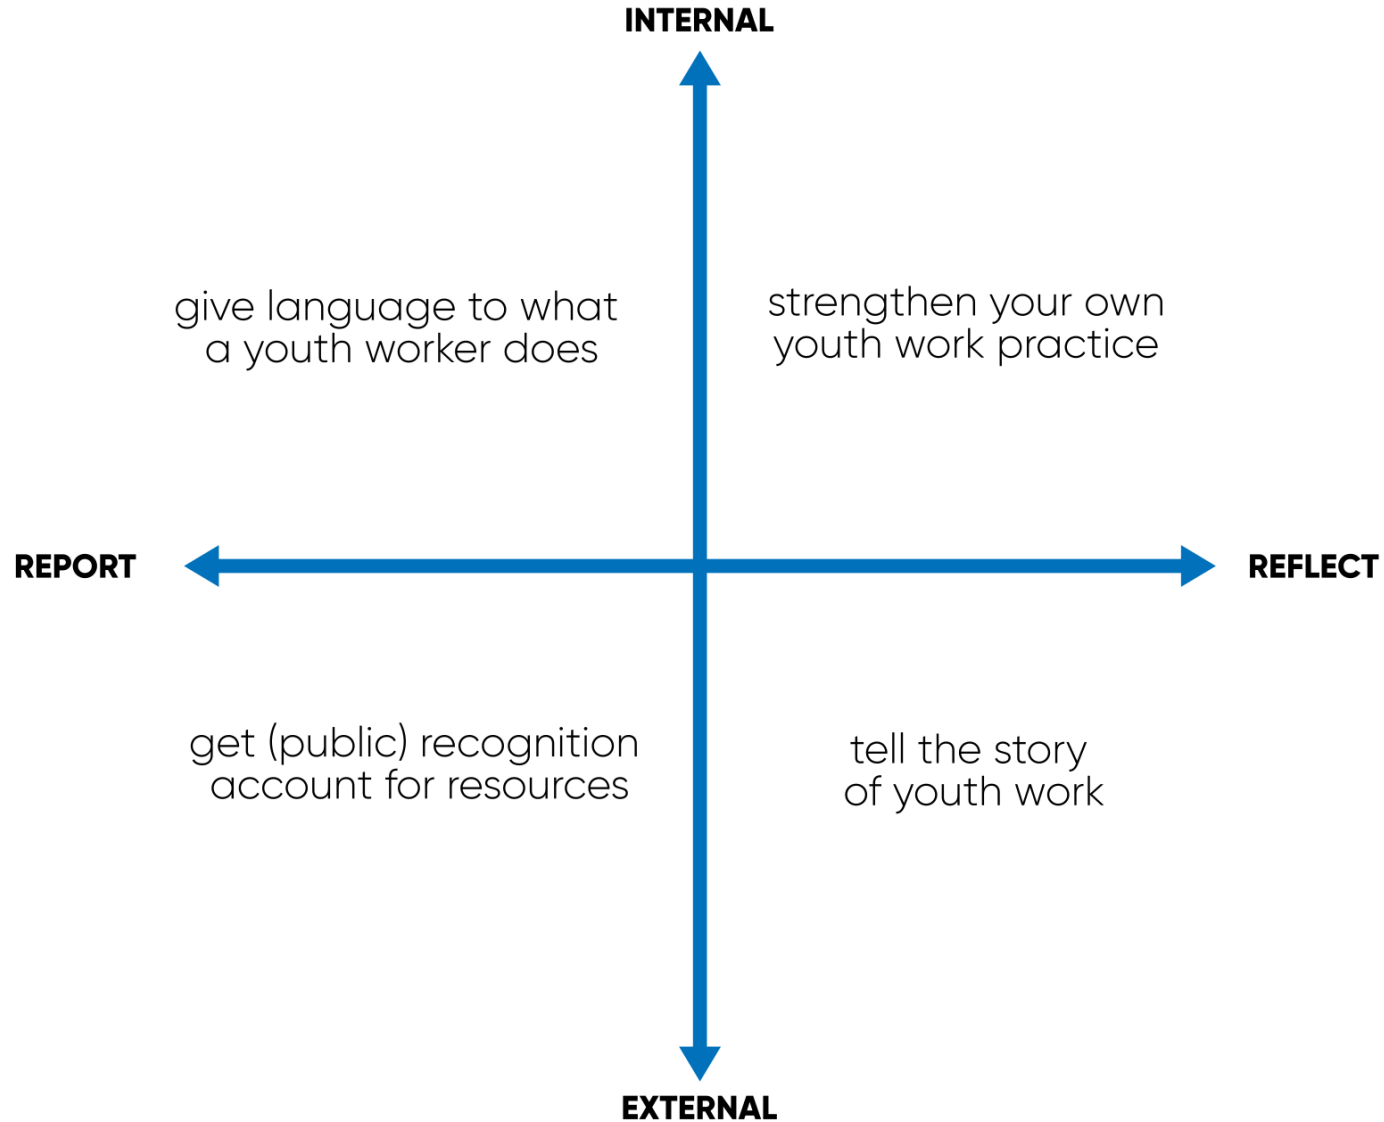 INTERNAL
give language to what
a youth worker does
strengthen your own
youth work practice
REPORT
REFLECT
get (public) recognition
account for resources
tell the story
of youth work
EXTERNAL